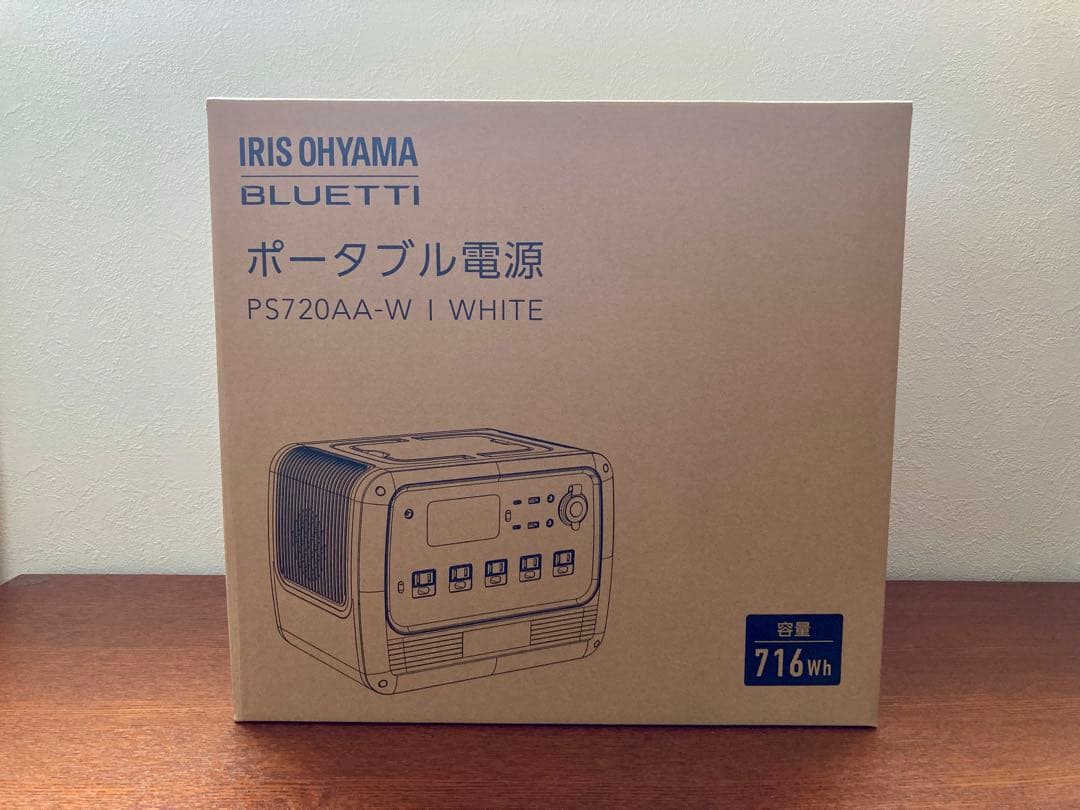 IRIS OHYAMA
BLUETTI
ポータブル電源
PS720AA-W | WHITE
容量
716Wh